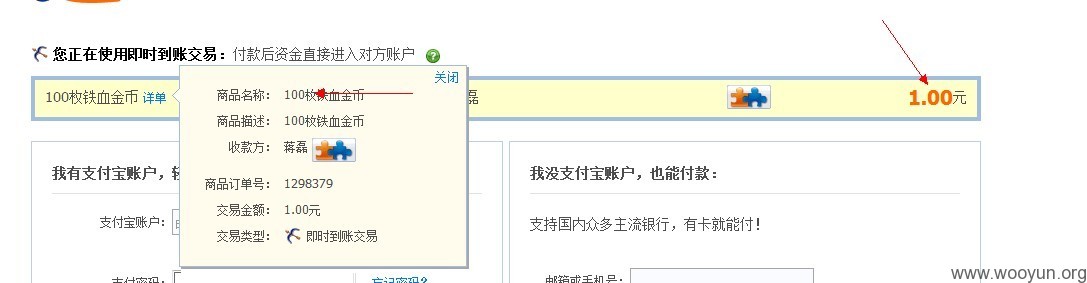 您正在使用即时到账交易：付款后资金直接进入对方账户
关闭
100枚铁血金币 详单
磊
1.00元
商品名称： 100枚铁血金币
商品描述： 100枚铁血金币
收款方： 蒋磊
商品订单号： 1298379
交易金额： 1.00元
交易类型： 即时到账交易
我有支付宝账户，
我没支付宝账户，也能付款：
支付宝账户：
支持国内众多主流银行，有卡就能付！
支付密码：
忘记密码?
邮箱或手机号：
www.wooyun.org